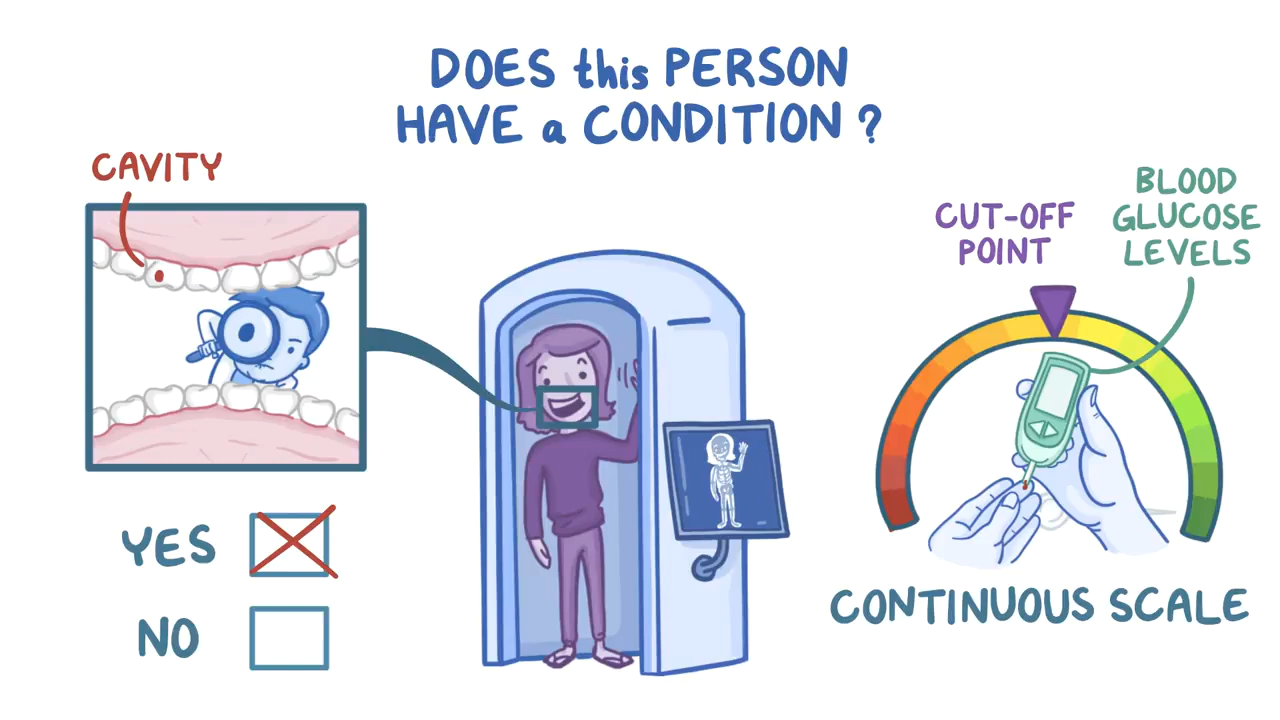 DOES this PERSON
HAVE a CONDITION ?
CAVITY
YES
NO
CUT-OFF
POINT
BLOOD
GLUCOSE
LEVELS
CONTINUOUS SCALE